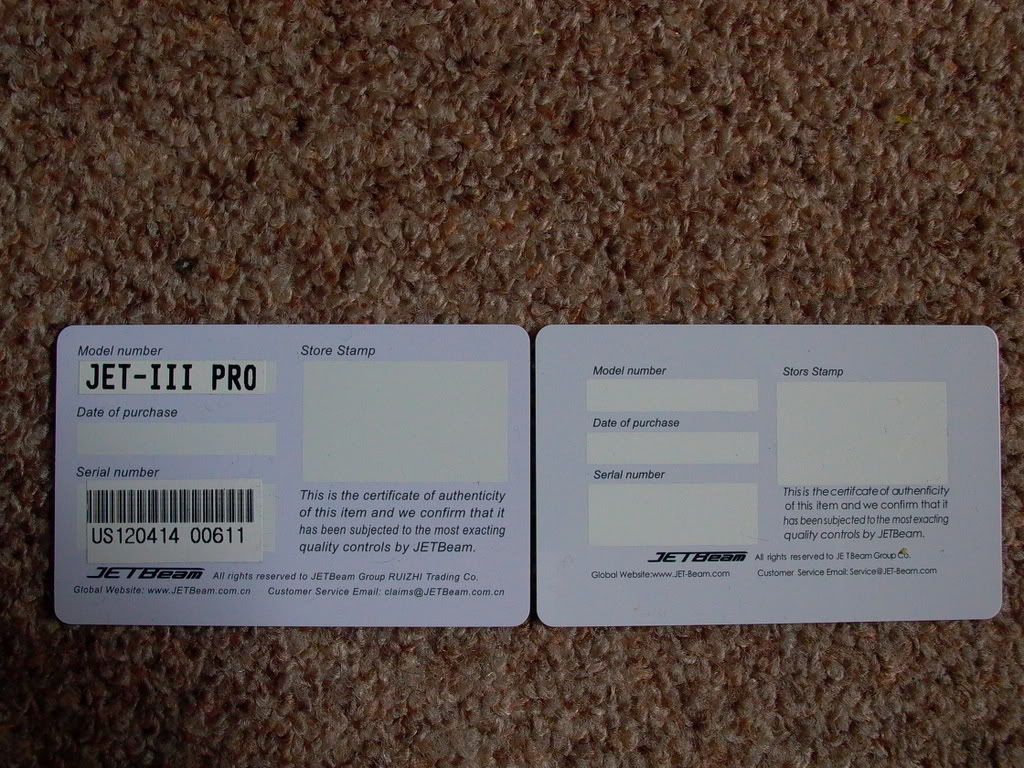 Model number
JET-III PRO
Date of purchase
Serial number
US120414 00611
Store Stamp
This is the certificate of authenticity
of this item and we confirm that it
has been subjected to the most exacting
quality controls by JETBeam.
JETBeam All rights reserved to JETBeam Group RUIZHI Trading Co.
Global Website: www.JETBeam.com.cn Customer Service Email: claims@JETBeam.com.cn
Model number
Date of purchase
Serlal number
Stors Stamp
This is the certifcate of authenficity
of this item and we confirm that it
has been subjected to the most exacting
quality controls by JETBeam.
JETBeam All rights reserved to JE TBeam Group Co.
Global Website:www.JET-Beam.com Customer Service Email: Service@JET-Beam.com